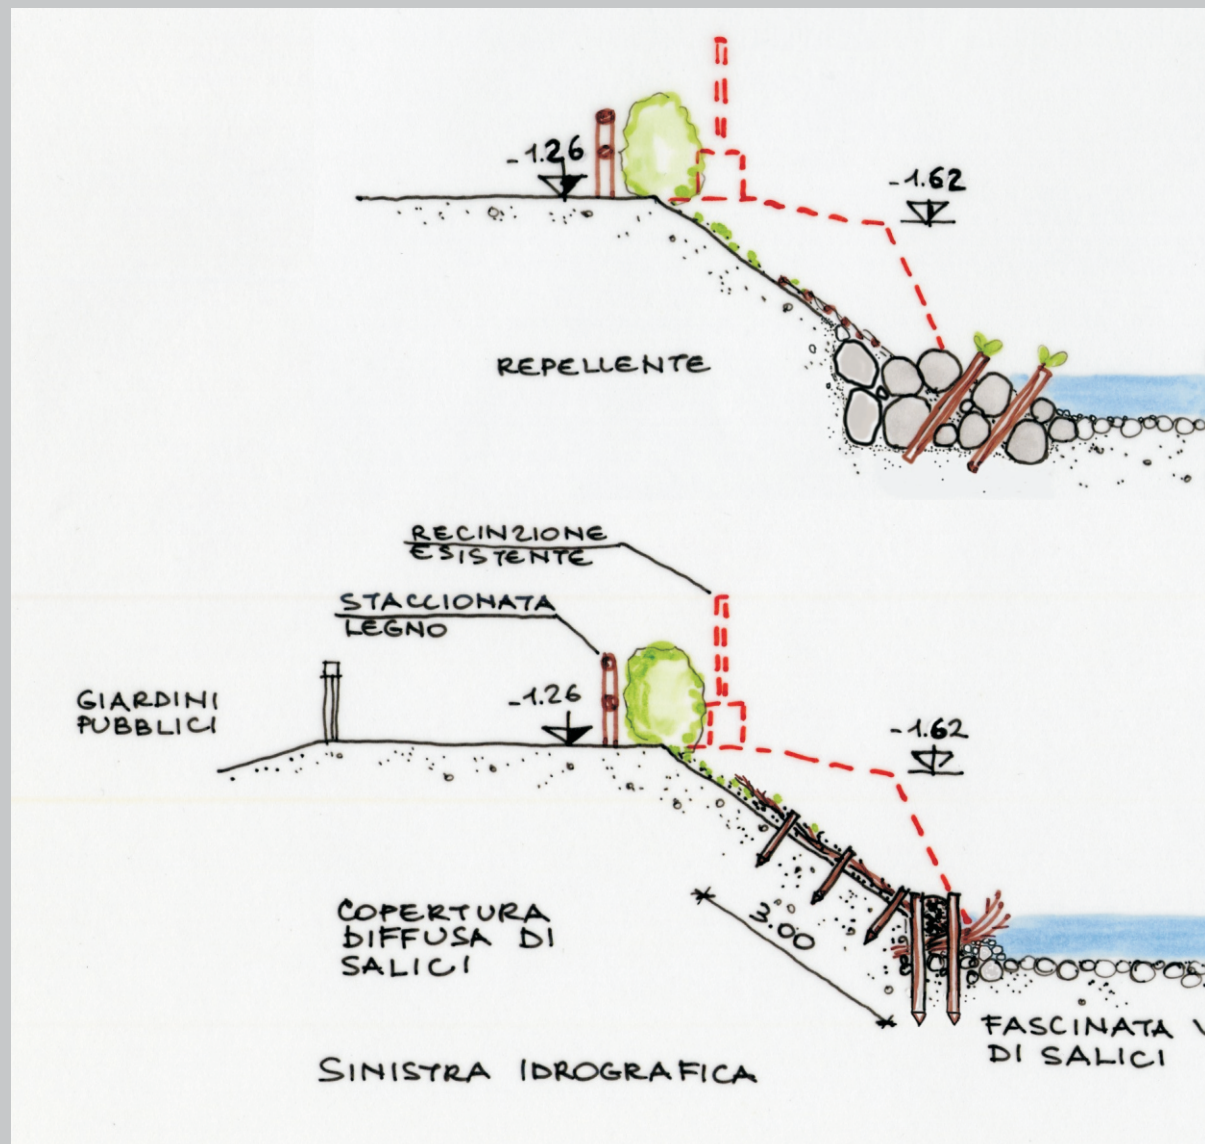 -1.26
-1.62
REPELLENTE
RECINZIONE
ESISTENTE
STACCIONATA
LEGNO
GIARDINI
PUBBLICI
-1.26
-1.62
3.00
COPERTURA
DIFFUSA DI
SALICI
FASCINATA
DI SALICI
SINISTRA IDROGRAFICA